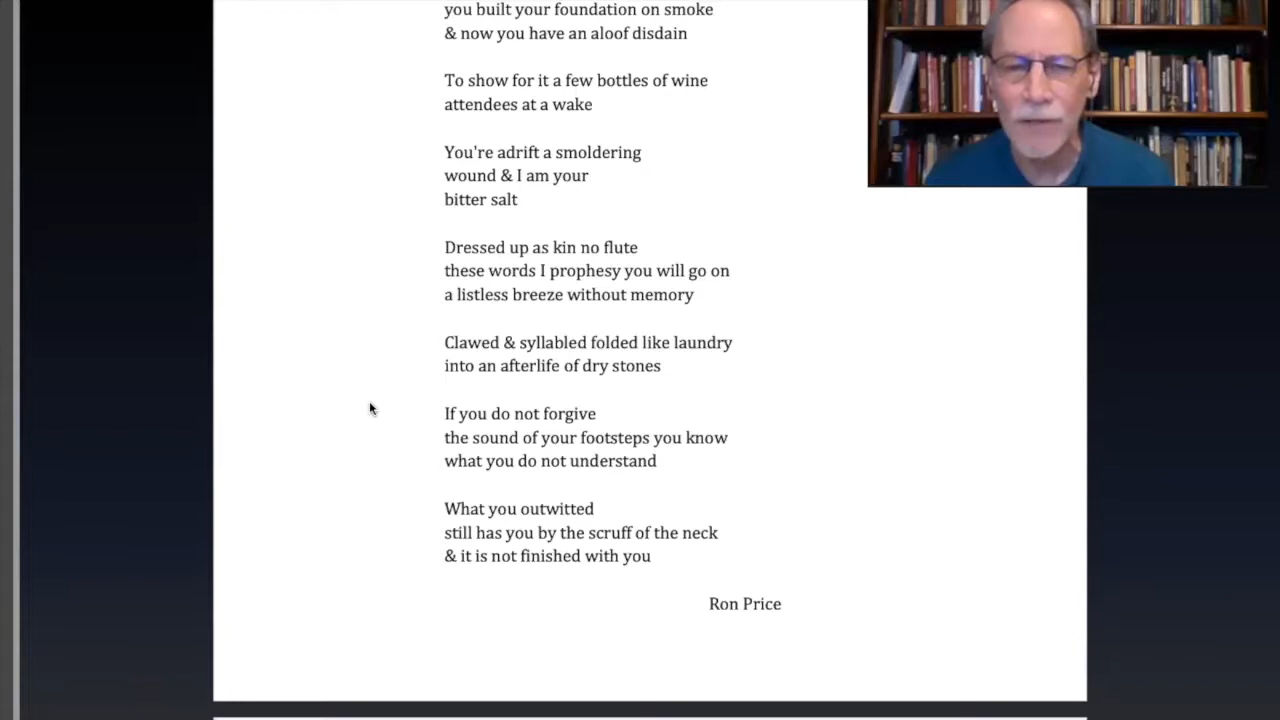 you built your foundation on smoke
& now you have an aloof disdain
To show for it a few bottles of wine
attendees at a wake
You're adrift a smoldering
wound & I am your
bitter salt
Dressed up as kin no flute
these words I prophesy you will go on
a listless breeze without memory
Clawed & syllabled folded like laundry
into an afterlife of dry stones
If you do not forgive
the sound of your footsteps you know
what you do not understand
What you outwitted
still has you by the scruff of the neck
& it is not finished with you
Ron Price